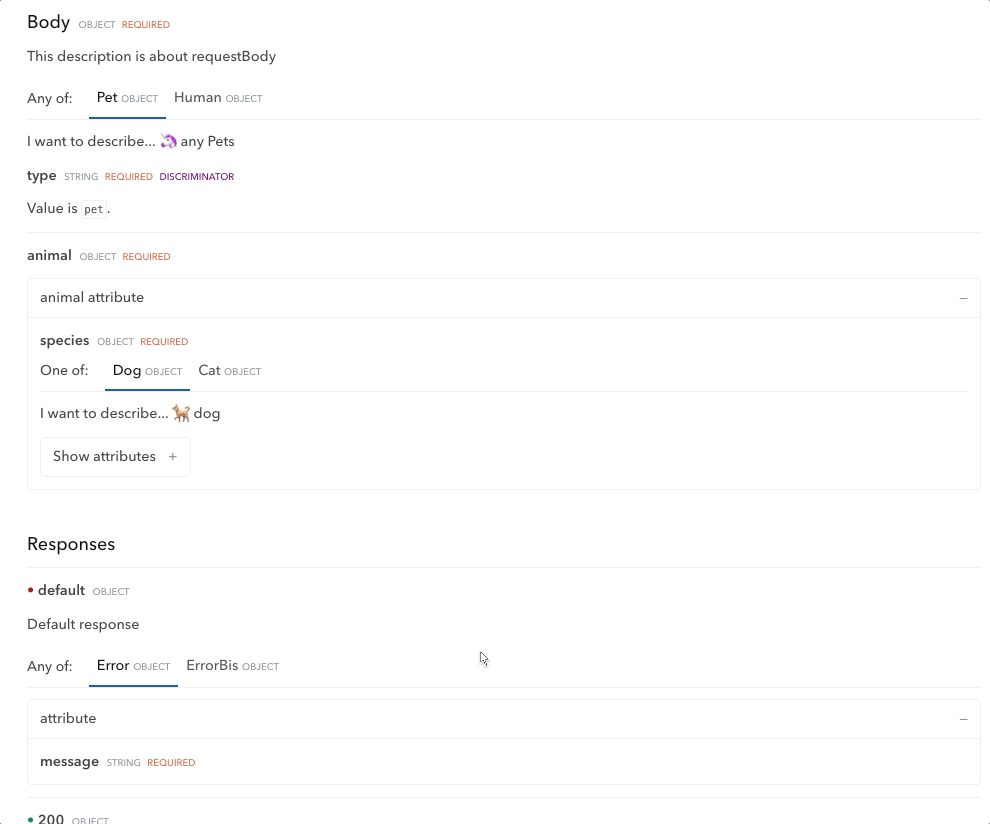 Body OBJECT REQUIRED
This description is about requestBody
Any of: Pet OBJECT Human OBJECT
I want to describe... 🦄 any Pets
type STRING REQUIRED DISCRIMINATOR
Value is pet.
animal OBJECT REQUIRED
animal attribute −
species OBJECT REQUIRED
One of: Dog OBJECT Cat OBJECT
I want to describe... 🐕 dog
Show attributes +
Responses
• default OBJECT
Default response
Any of: Error OBJECT ErrorBis OBJECT
attribute −
message STRING REQUIRED
• 200 OBJECT